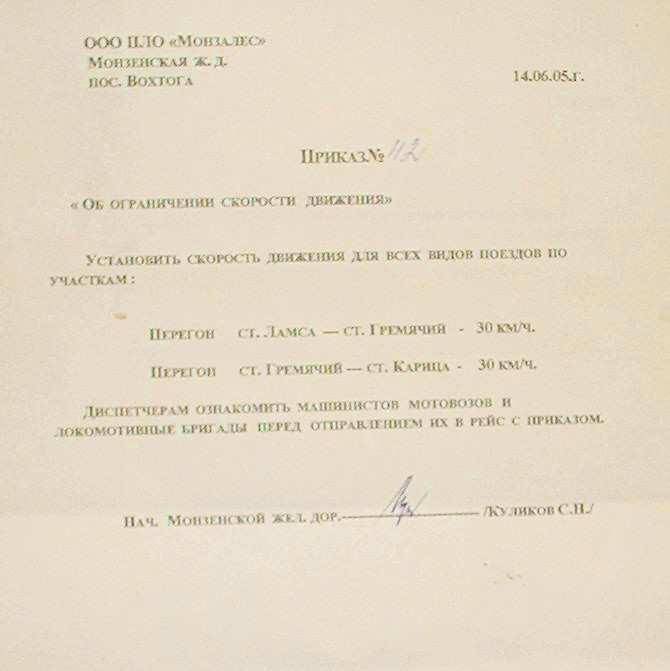 ООО ПЛО «Монзалес»
Монзенская ж.д.
пос. Вохтога
14.06.05.г.
Приказ№ 42
« Об ограничении скорости движения»
Установить скорость движения для всех видов поездов по
участкам :
Перегон ст. Ламса — ст. Гремячий - 30 км/ч.
Перегон ст. Гремячий — ст. Карица - 30 км/ч.
Диспетчерам ознакомить машинистов мотовозов и
локомотивные бригады перед отправлением их в рейс с приказом.
Нач. Монзенской жел. дор. /Куликов С.П./